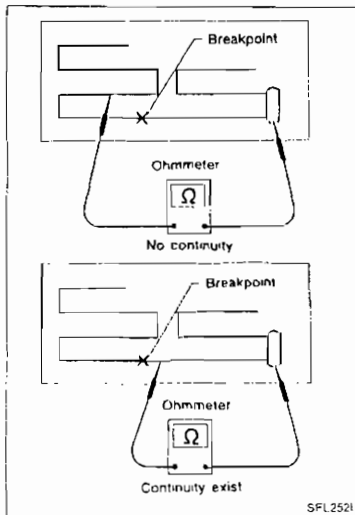 Breakpoint
Ohmmeter
Ω
No continuity
Breakpoint
Ohmmeter
Ω
Continuity exist
SFL252I